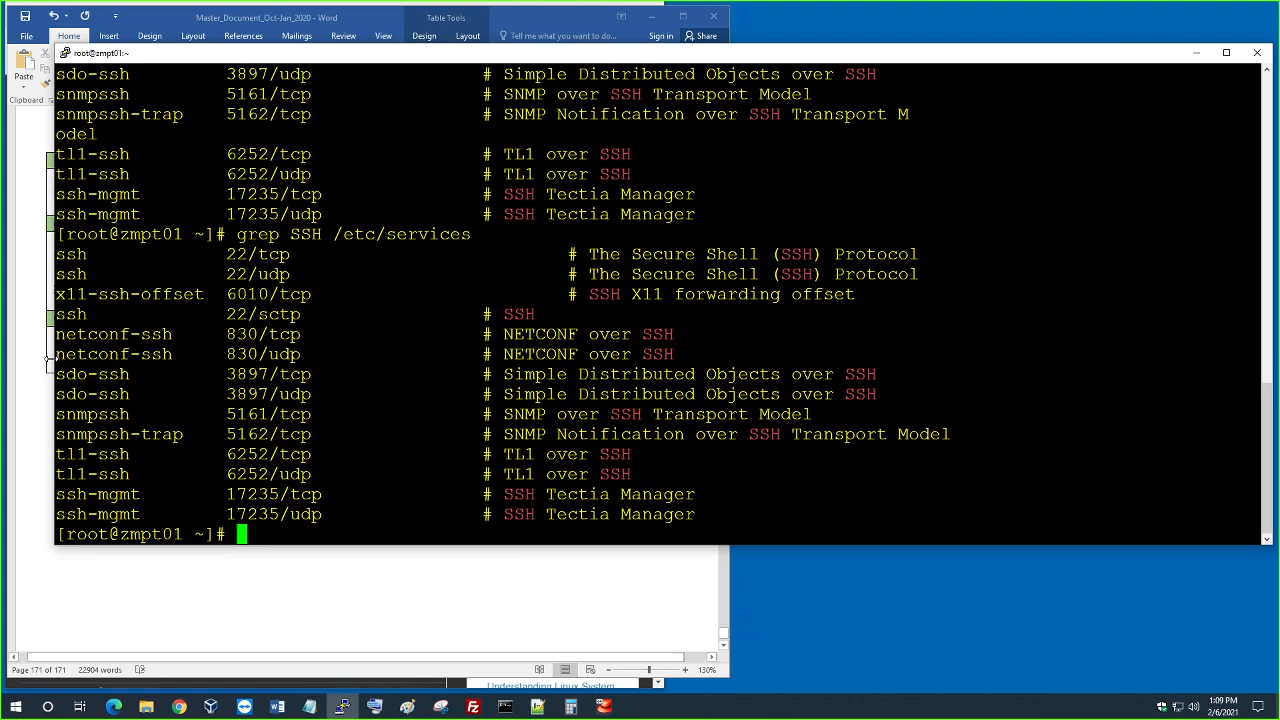 Master_Document_Oct-Jan_2020 - Word
Table Tools
File Home Insert Design Layout References Mailings Review View Design Layout Tell me what you want to do... Sign in Share
root@zmpt01:~
Paste
Clipboard
sdo-ssh 3897/udp # Simple Distributed Objects over SSH
snmpssh 5161/tcp # SNMP over SSH Transport Model
snmpssh-trap 5162/tcp # SNMP Notification over SSH Transport M
odel
tl1-ssh 6252/tcp # TL1 over SSH
tl1-ssh 6252/udp # TL1 over SSH
ssh-mgmt 17235/tcp # SSH Tectia Manager
ssh-mgmt 17235/udp # SSH Tectia Manager
[root@zmpt01 ~]# grep SSH /etc/services
ssh 22/tcp # The Secure Shell (SSH) Protocol
ssh 22/udp # The Secure Shell (SSH) Protocol
x11-ssh-offset 6010/tcp # SSH X11 forwarding offset
ssh 22/sctp # SSH
netconf-ssh 830/tcp # NETCONF over SSH
netconf-ssh 830/udp # NETCONF over SSH
sdo-ssh 3897/tcp # Simple Distributed Objects over SSH
sdo-ssh 3897/udp # Simple Distributed Objects over SSH
snmpssh 5161/tcp # SNMP over SSH Transport Model
snmpssh-trap 5162/tcp # SNMP Notification over SSH Transport Model
tl1-ssh 6252/tcp # TL1 over SSH
tl1-ssh 6252/udp # TL1 over SSH
ssh-mgmt 17235/tcp # SSH Tectia Manager
ssh-mgmt 17235/udp # SSH Tectia Manager
[root@zmpt01 ~]#
Page 171 of 171 22904 words 130%
Understanding Linux System
1:09 PM
2/6/2021